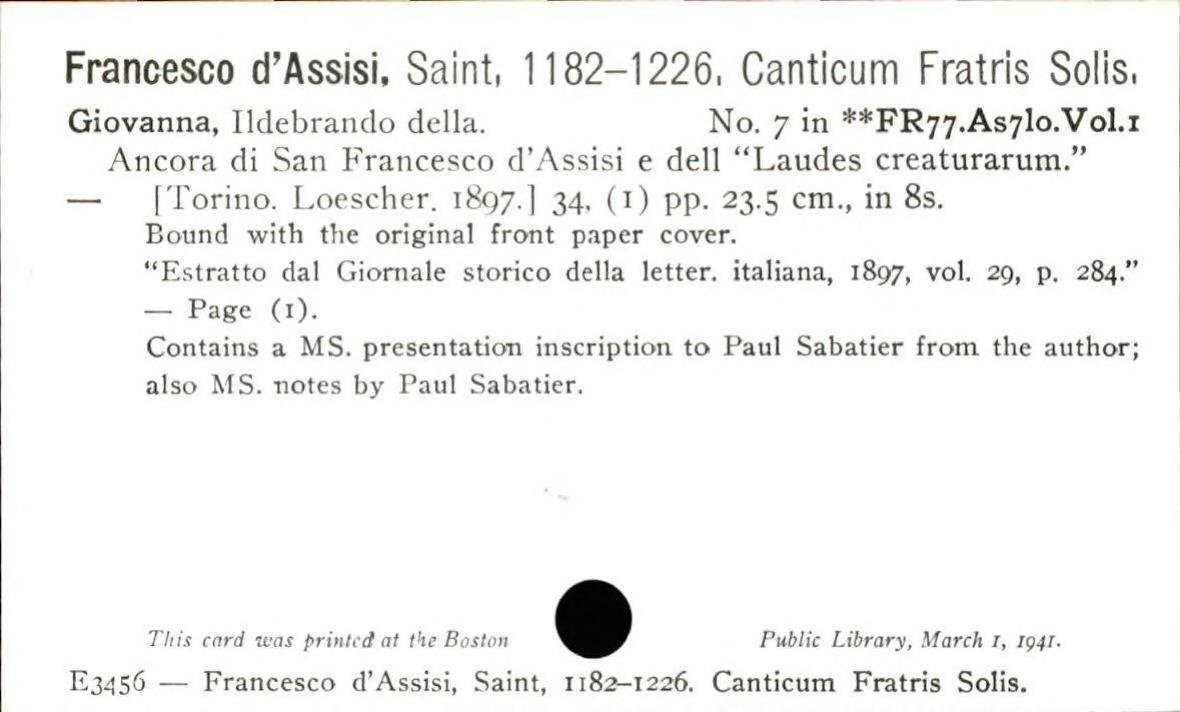 Francesco d'Assisi, Saint, 1182–1226. Canticum Fratris Solis.
Giovanna, Ildebrando della. No. 7 in **FR77.As7lo.Vol.1
Ancora di San Francesco d'Assisi e dell “Laudes creaturarum.”
— [Torino. Loescher. 1897.] 34, (1) pp. 23.5 cm., in 8s.
Bound with the original front paper cover.
“Estratto dal Giornale storico della letter. italiana, 1897, vol. 29, p. 284.”
— Page (1).
Contains a MS. presentation inscription to Paul Sabatier from the author;
also MS. notes by Paul Sabatier.
This card was printed at the Boston Public Library, March 1, 1941.
E3456 — Francesco d'Assisi, Saint, 1182–1226. Canticum Fratris Solis.